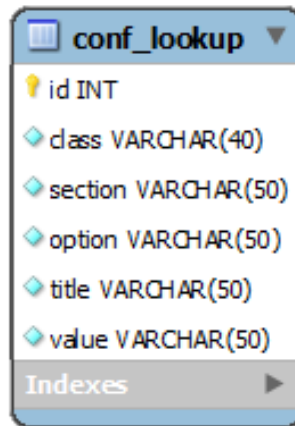 conf_lookup
id INT
class VARCHAR(40)
section VARCHAR(50)
option VARCHAR(50)
title VARCHAR(50)
value VARCHAR(50)
Indexes